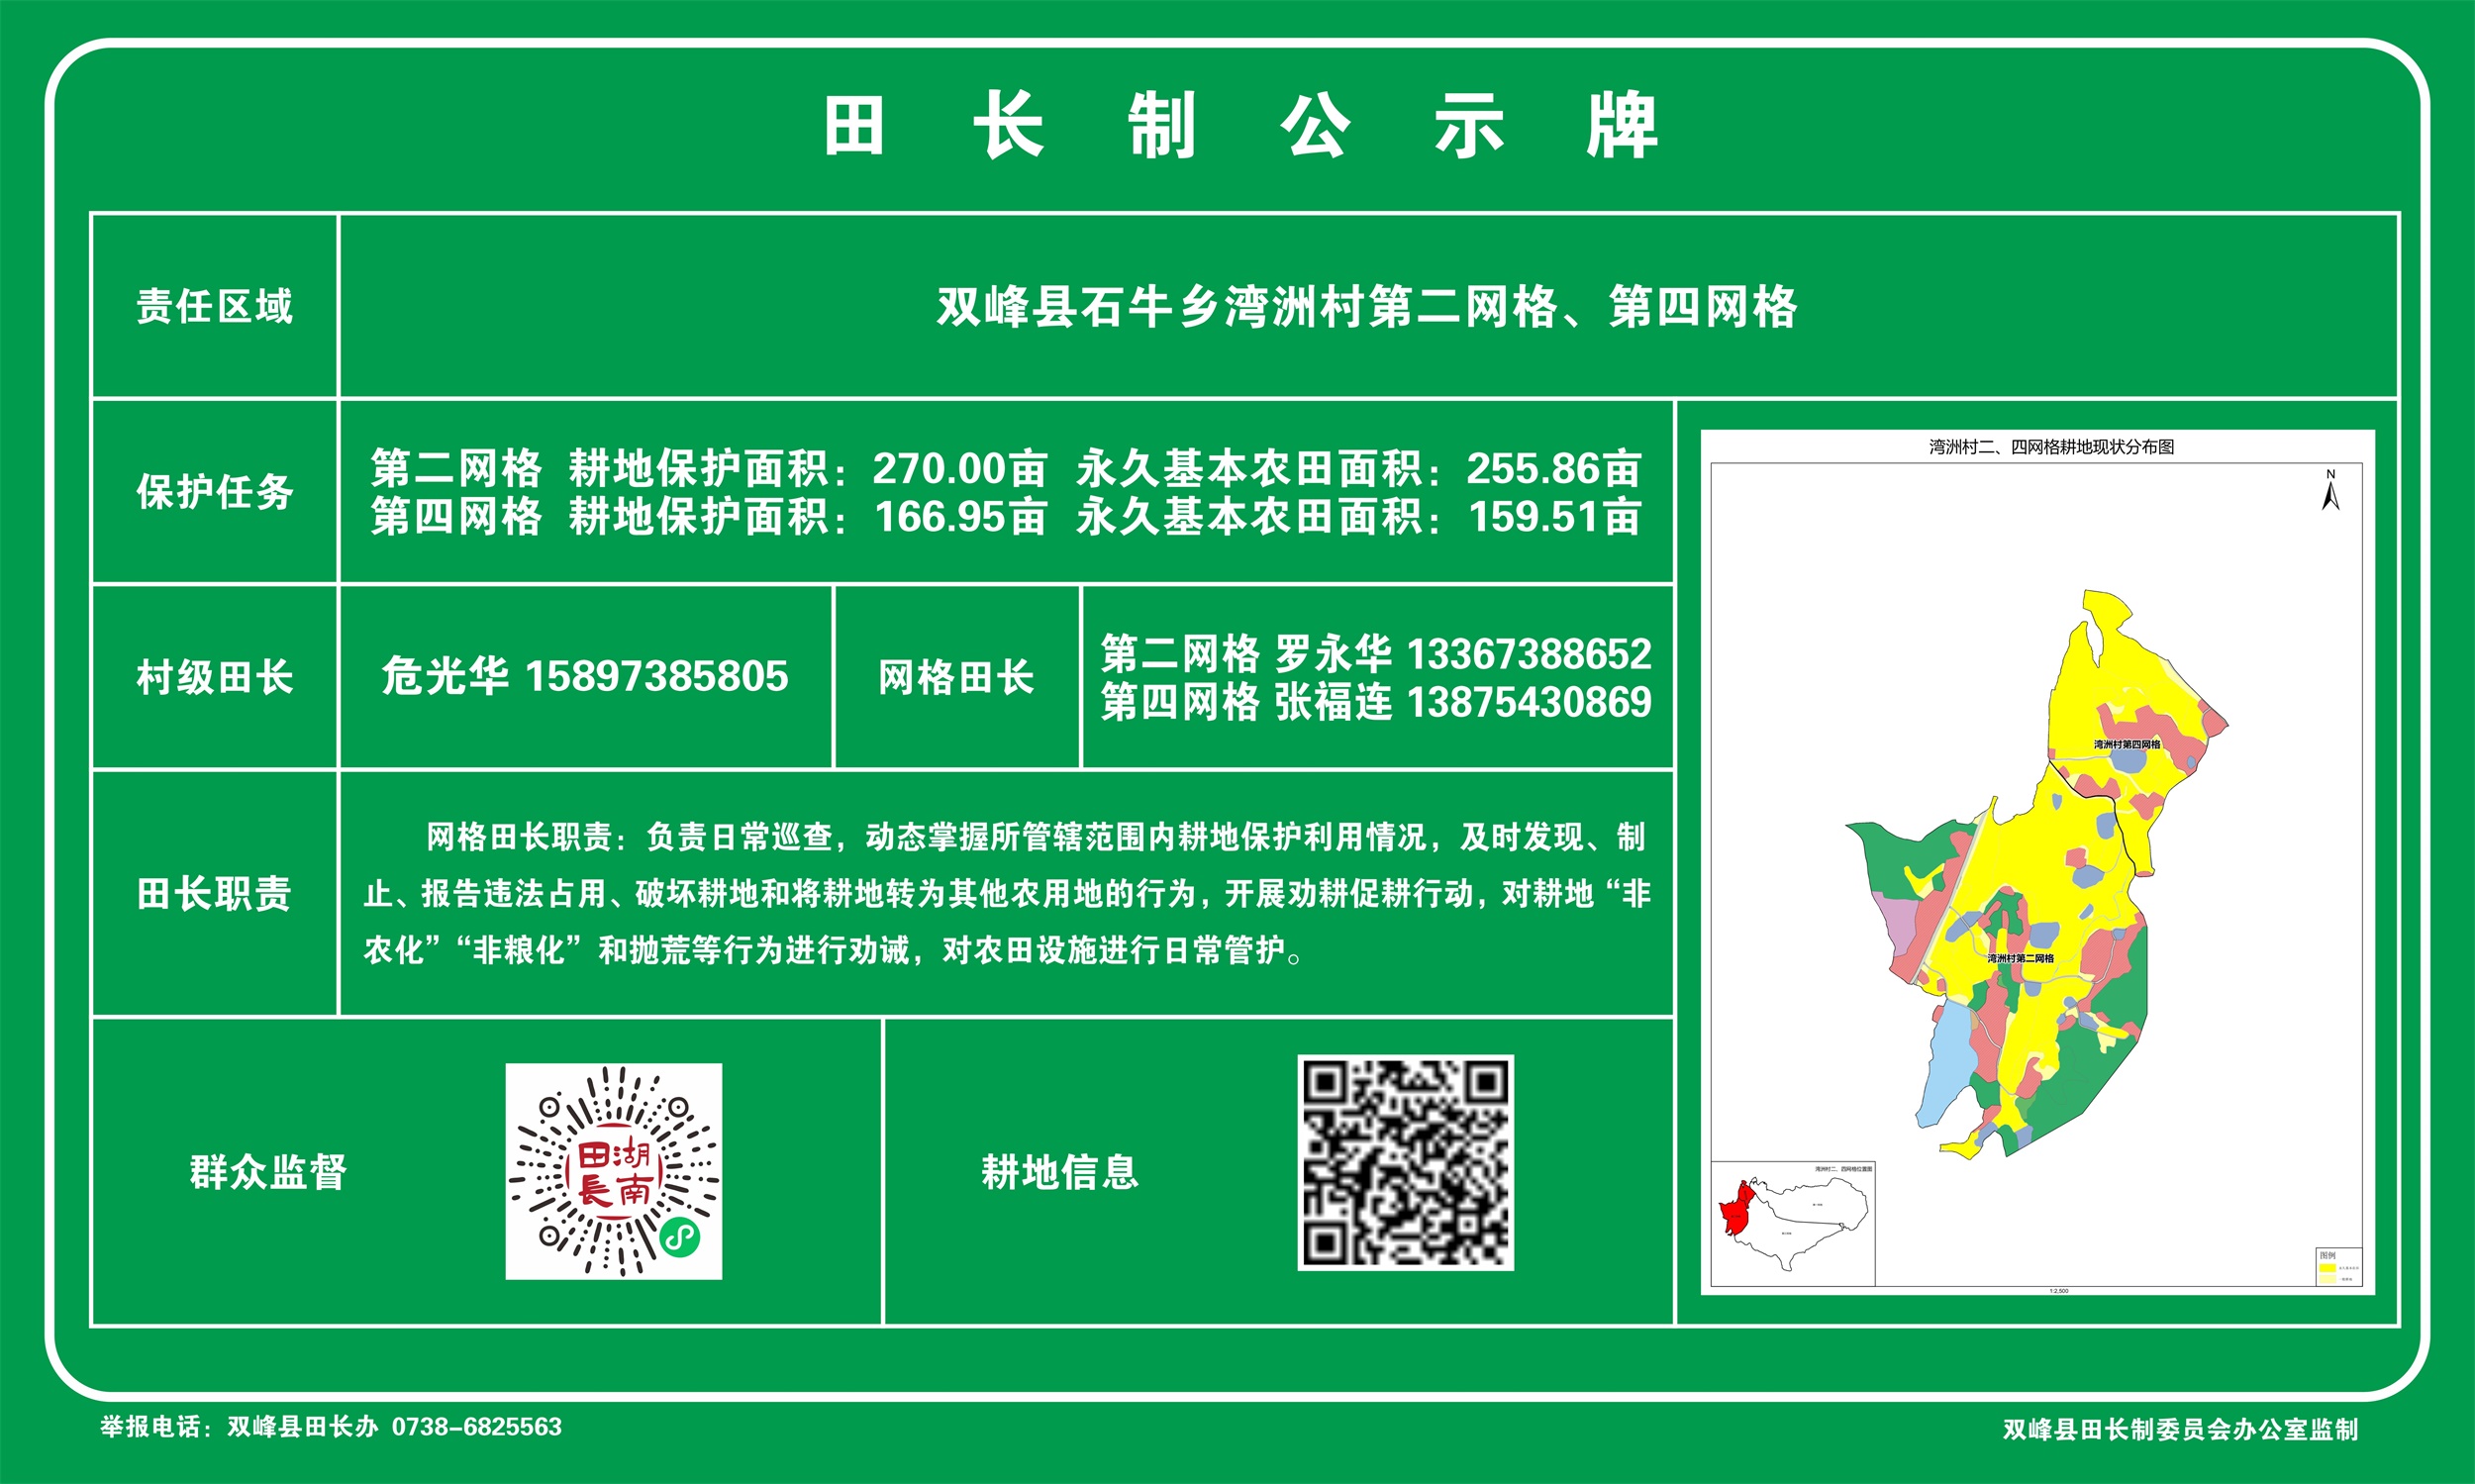 田长制公示牌
责任区域
双峰县石牛乡湾洲村第二网格、第四网格
保护任务
第二网格 耕地保护面积：270.00亩 永久基本农田面积：255.86亩
第四网格 耕地保护面积：166.95亩 永久基本农田面积：159.51亩
村级田长
危光华 15897385805
网格田长
第二网格 罗永华 13367388652
第四网格 张福连 13875430869
田长职责
网格田长职责：负责日常巡查，动态掌握所管辖范围内耕地保护利用情况，及时发现、制
止、报告违法占用、破坏耕地和将耕地转为其他农用地的行为，开展劝耕促耕行动，对耕地“非
农化”“非粮化”和抛荒等行为进行劝诫，对农田设施进行日常管护。
群众监督
田湖
長南
耕地信息
湾洲村二、四网格耕地现状分布图
N
湾洲村第四网格
湾洲村第二网格
湾洲村二、四网格位置图
图例
1:2,500
举报电话：双峰县田长办 0738-6825563
双峰县田长制委员会办公室监制